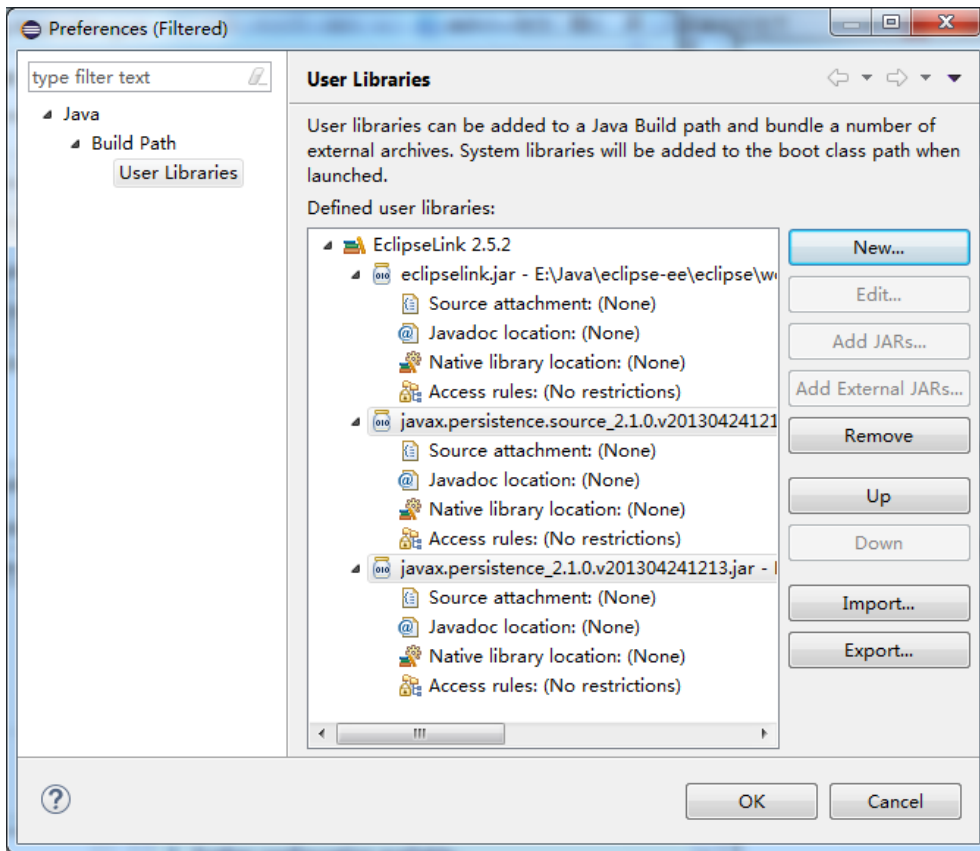 Preferences (Filtered)
type filter text
Java
Build Path
User Libraries
User Libraries
User libraries can be added to a Java Build path and bundle a number of
external archives. System libraries will be added to the boot class path when
launched.
Defined user libraries:
EclipseLink 2.5.2
eclipselink.jar - E:\Java\eclipse-ee\eclipse\w
Source attachment: (None)
Javadoc location: (None)
Native library location: (None)
Access rules: (No restrictions)
javax.persistence.source_2.1.0.v20130424121
Source attachment: (None)
Javadoc location: (None)
Native library location: (None)
Access rules: (No restrictions)
javax.persistence_2.1.0.v201304241213.jar -
Source attachment: (None)
Javadoc location: (None)
Native library location: (None)
Access rules: (No restrictions)
New...
Edit...
Add JARs...
Add External JARs...
Remove
Up
Down
Import...
Export...
OK
Cancel